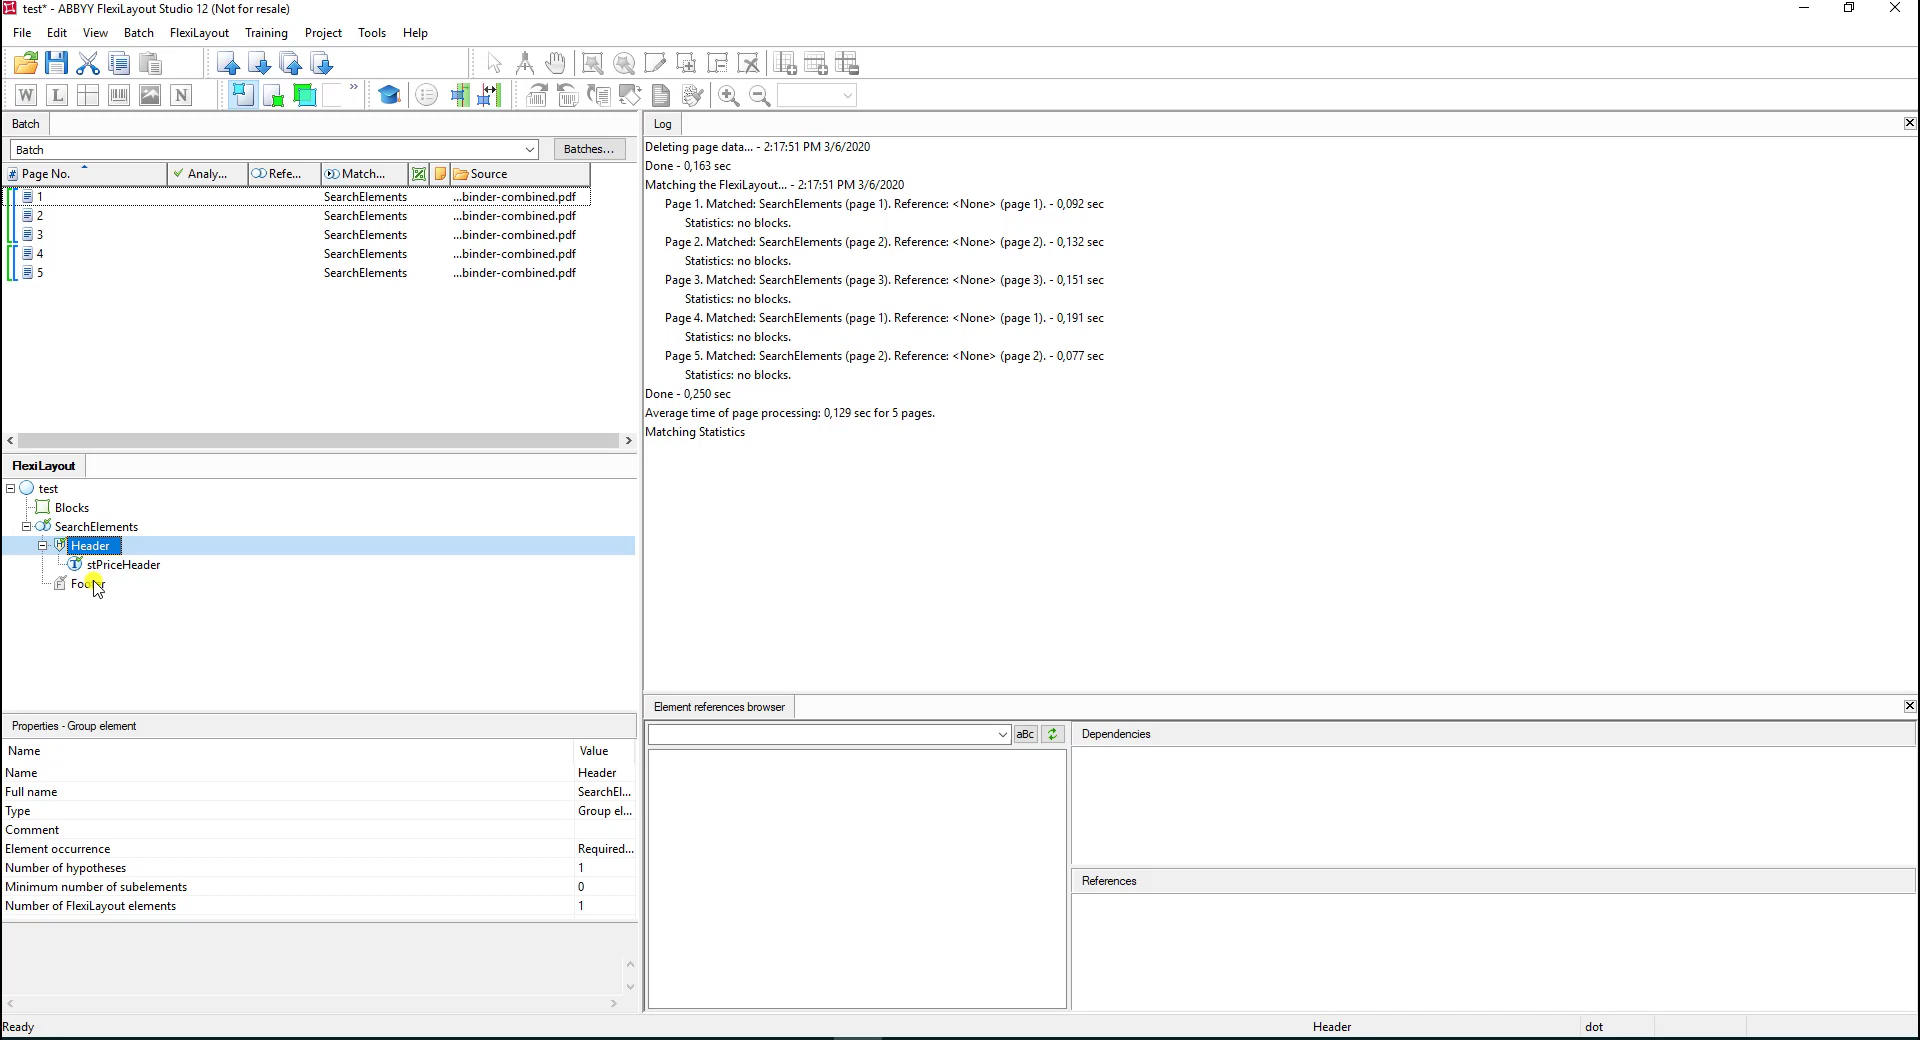 test* - ABBYY FlexiLayout Studio 12 (Not for resale)
File Edit View Batch FlexiLayout Training Project Tools Help
W L N »
Batch
Batch Batches...
# Page No. Analy... Refe... Match... Source
1 SearchElements ...binder-combined.pdf
2 SearchElements ...binder-combined.pdf
3 SearchElements ...binder-combined.pdf
4 SearchElements ...binder-combined.pdf
5 SearchElements ...binder-combined.pdf
FlexiLayout
test
Blocks
SearchElements
H Header
T stPriceHeader
F
Properties - Group element
Name Value
Name Header
Full name SearchEl...
Type Group el...
Comment
Element occurrence Required...
Number of hypotheses 1
Minimum number of subelements 0
Number of FlexiLayout elements 1
Log
Deleting page data... - 2:17:51 PM 3/6/2020
Done - 0,163 sec
Matching the FlexiLayout... - 2:17:51 PM 3/6/2020
Page 1. Matched: SearchElements (page 1). Reference: <None> (page 1). - 0,092 sec
Statistics: no blocks.
Page 2. Matched: SearchElements (page 2). Reference: <None> (page 2). - 0,132 sec
Statistics: no blocks.
Page 3. Matched: SearchElements (page 3). Reference: <None> (page 3). - 0,151 sec
Statistics: no blocks.
Page 4. Matched: SearchElements (page 1). Reference: <None> (page 1). - 0,191 sec
Statistics: no blocks.
Page 5. Matched: SearchElements (page 2). Reference: <None> (page 2). - 0,077 sec
Statistics: no blocks.
Done - 0,250 sec
Average time of page processing: 0,129 sec for 5 pages.
Matching Statistics
Element references browser
aBc
Dependencies
References
Ready Header dot